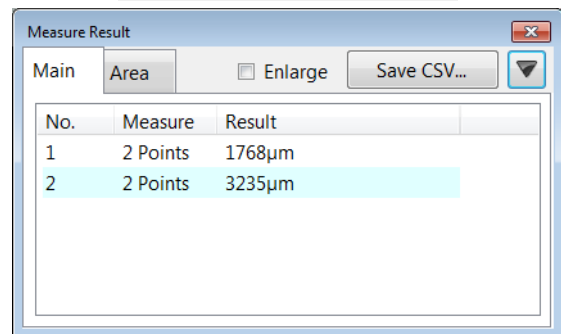 Measure Result
Main Area Enlarge Save CSV...
No. Measure Result
1 2 Points 1768µm
2 2 Points 3235µm